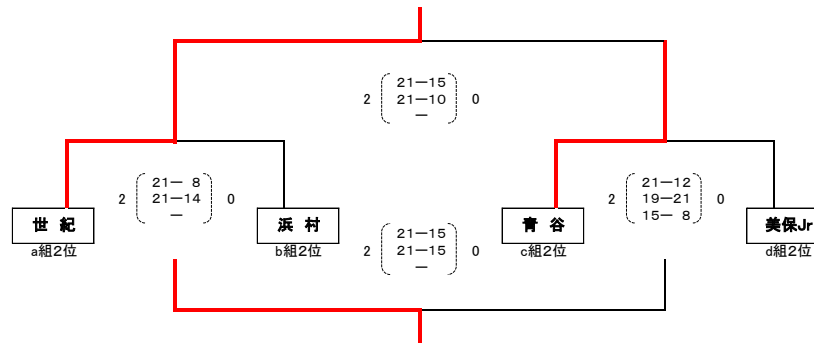 21－15
2 21－10 0
－
21－ 8
2 21－14 0
－
21－12
2 19－21 0
15－ 8
世 紀
浜 村
青 谷
美保Jr
a組2位
b組2位
c組2位
d組2位
21－15
2 21－15 0
－